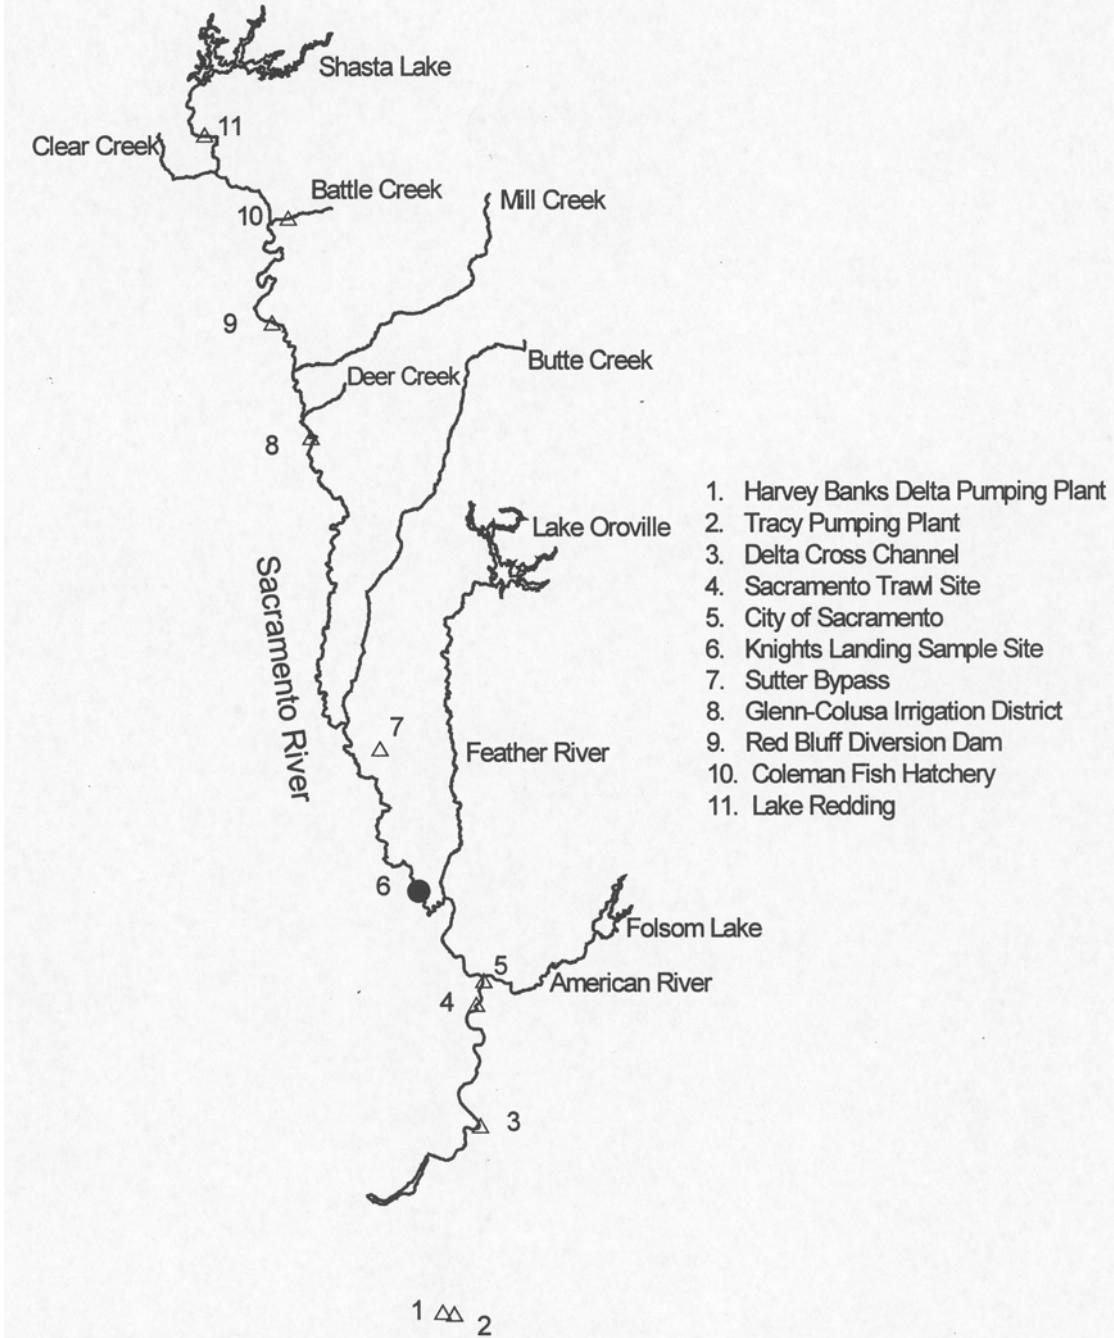 Shasta Lake
11
Clear Creek
Battle Creek
10
Mill Creek
9
Butte Creek
Deer Creek
8
1. Harvey Banks Delta Pumping Plant
2. Tracy Pumping Plant
3. Delta Cross Channel
4. Sacramento Trawl Site
5. City of Sacramento
6. Knights Landing Sample Site
7. Sutter Bypass
8. Glenn-Colusa Irrigation District
9. Red Bluff Diversion Dam
10. Coleman Fish Hatchery
11. Lake Redding
Lake Oroville
Sacramento River
7
Feather River
6
Folsom Lake
5
American River
4
3
1
2